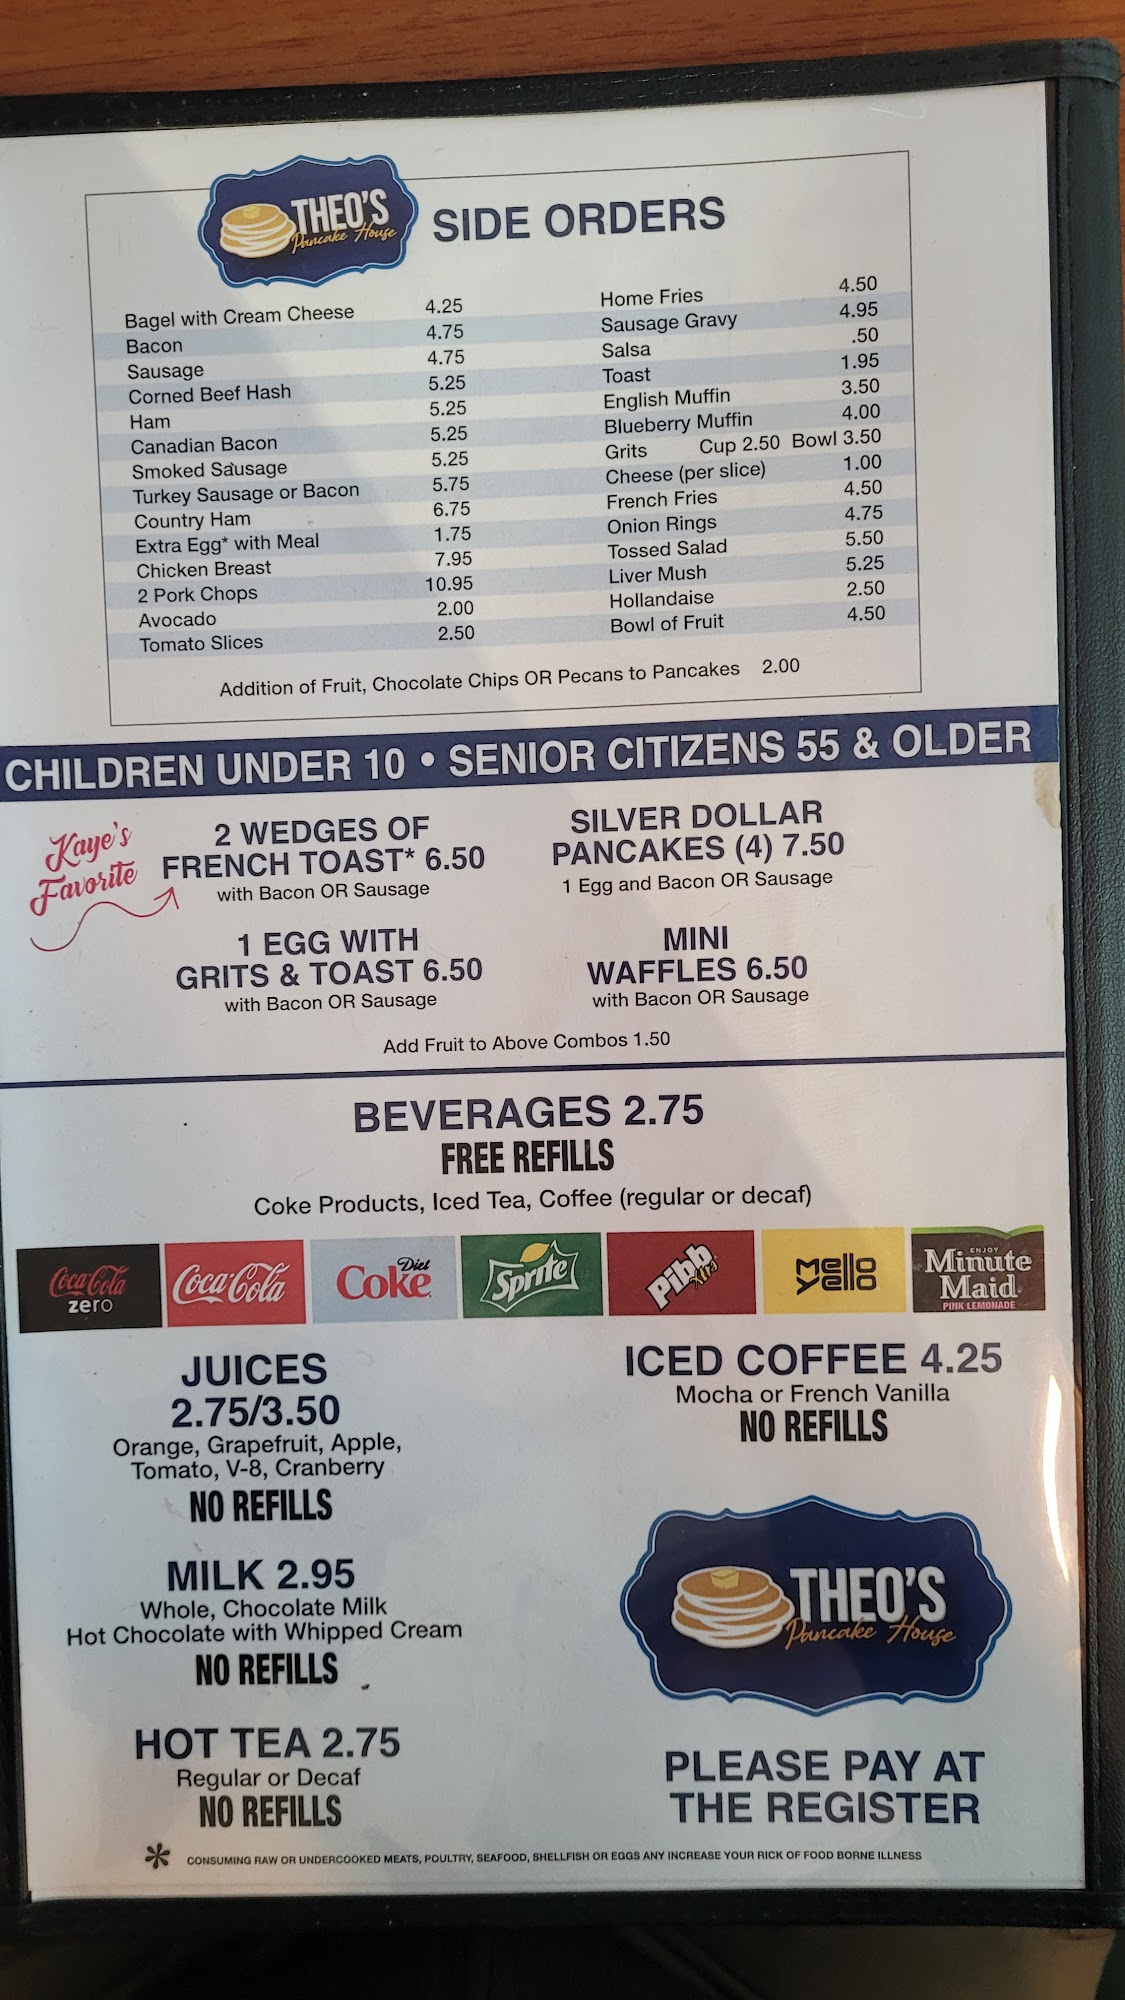 THEO'S
Pancake House
SIDE ORDERS
Bagel with Cream Cheese 4.25
Bacon 4.75
Sausage 4.75
Corned Beef Hash 5.25
Ham 5.25
Canadian Bacon 5.25
Smoked Sausage 5.25
Turkey Sausage or Bacon 5.75
Country Ham 6.75
Extra Egg* with Meal 1.75
Chicken Breast 7.95
2 Pork Chops 10.95
Avocado 2.00
Tomato Slices 2.50
Home Fries 4.50
Sausage Gravy 4.95
Salsa .50
Toast 1.95
English Muffin 3.50
Blueberry Muffin 4.00
Grits Cup 2.50 Bowl 3.50
Cheese (per slice) 1.00
French Fries 4.50
Onion Rings 4.75
Tossed Salad 5.50
Liver Mush 5.25
Hollandaise 2.50
Bowl of Fruit 4.50
Addition of Fruit, Chocolate Chips OR Pecans to Pancakes 2.00
CHILDREN UNDER 10 • SENIOR CITIZENS 55 & OLDER
Kaye's
Favorite
2 WEDGES OF
FRENCH TOAST* 6.50
with Bacon OR Sausage
SILVER DOLLAR
PANCAKES (4) 7.50
1 Egg and Bacon OR Sausage
1 EGG WITH
GRITS & TOAST 6.50
with Bacon OR Sausage
MINI
WAFFLES 6.50
with Bacon OR Sausage
Add Fruit to Above Combos 1.50
BEVERAGES 2.75
FREE REFILLS
Coke Products, Iced Tea, Coffee (regular or decaf)
Coca-Cola
zero
Coca-Cola
Diet
Coke
Sprite
Pibb
Xtra
Mello
Yello
ENJOY
Minute
Maid
PINK LEMONADE
JUICES
2.75/3.50
Orange, Grapefruit, Apple,
Tomato, V-8, Cranberry
NO REFILLS
MILK 2.95
Whole, Chocolate Milk
Hot Chocolate with Whipped Cream
NO REFILLS
HOT TEA 2.75
Regular or Decaf
NO REFILLS
ICED COFFEE 4.25
Mocha or French Vanilla
NO REFILLS
THEO'S
Pancake House
PLEASE PAY AT
THE REGISTER
* CONSUMING RAW OR UNDERCOOKED MEATS, POULTRY, SEAFOOD, SHELLFISH OR EGGS ANY INCREASE YOUR RICK OF FOOD BORNE ILLNESS